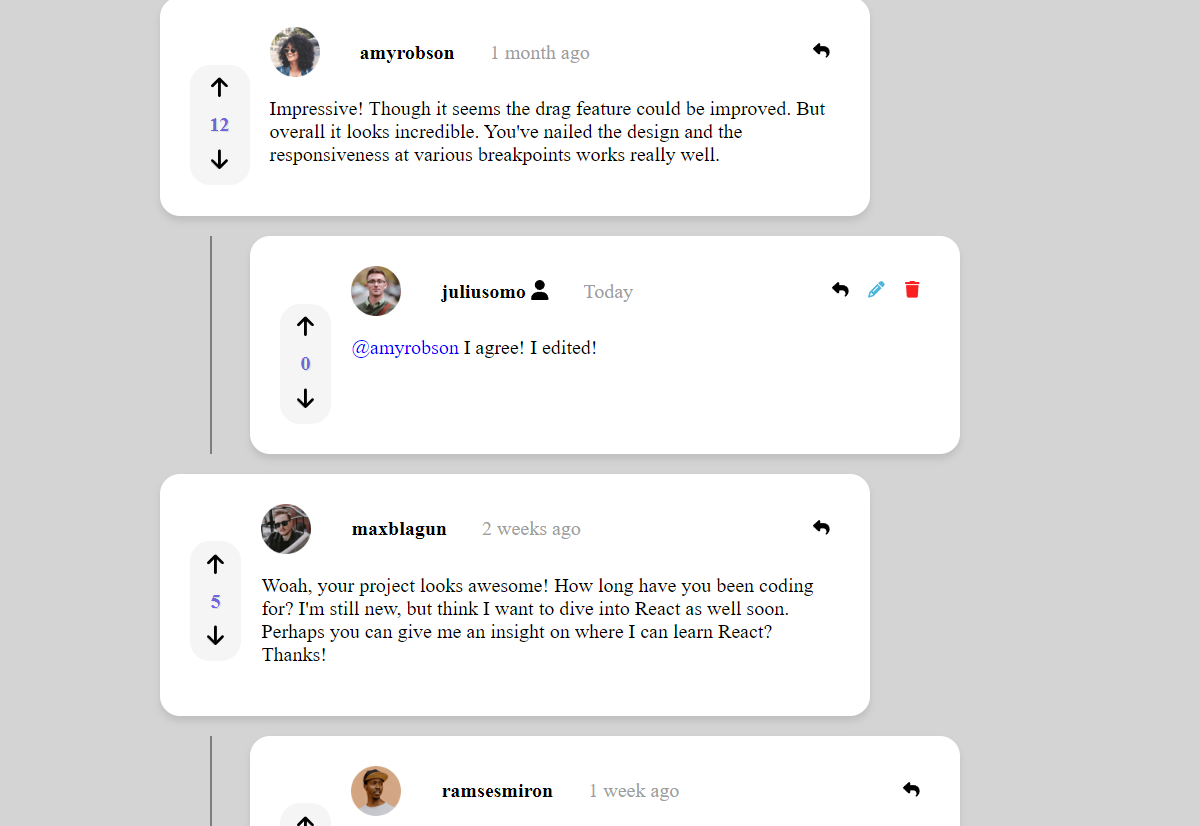 amyrobson 1 month ago
12
Impressive! Though it seems the drag feature could be improved. But
overall it looks incredible. You've nailed the design and the
responsiveness at various breakpoints works really well.
juliusomo Today
0
@amyrobson I agree! I edited!
maxblagun 2 weeks ago
5
Woah, your project looks awesome! How long have you been coding
for? I'm still new, but think I want to dive into React as well soon.
Perhaps you can give me an insight on where I can learn React?
Thanks!
ramsesmiron 1 week ago